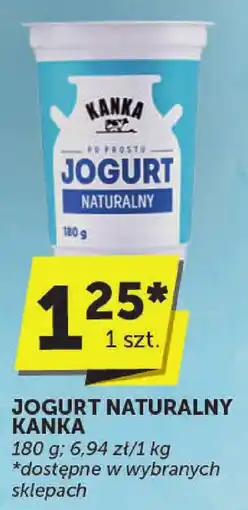 KANKA
PO PROSTU
JOGURT
NATURALNY
180 g
1 25*
1 szt.
JOGURT NATURALNY
KANKA
180 g; 6,94 zł/1 kg
*dostępne w wybranych
sklepach